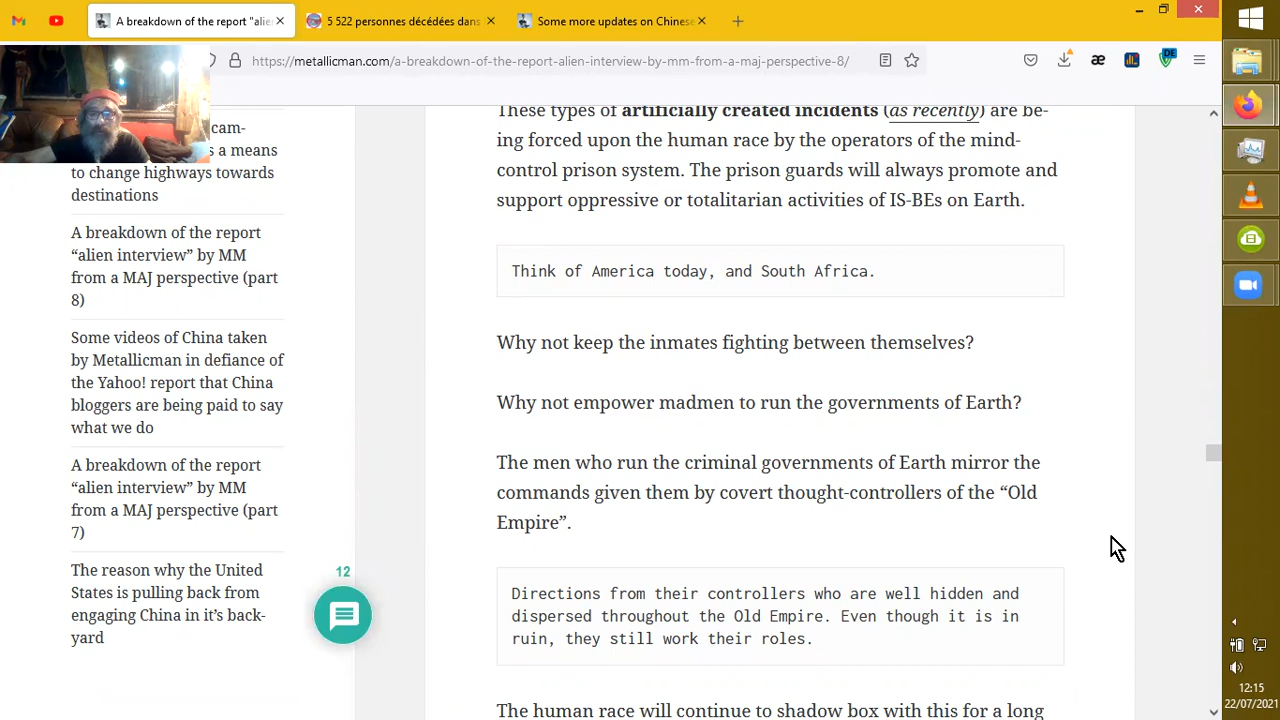 A breakdown of the report "alien
5 522 personnes décédées dans
Some more updates on Chinese
https://metallicman.com/a-breakdown-of-the-r
alien-interview-by-mm-from-a-maj-perspective-8/
DE
cam-
s a means
to change highways towards
destinations
A breakdown of the report
“alien interview” by MM
from a MAJ perspective (part
8)
Some videos of China taken
by Metallicman in defiance of
the Yahoo! report that China
bloggers are being paid to say
what we do
A breakdown of the report
“alien interview” by MM
from a MAJ perspective (part
7)
The reason why the United
States is pulling back from
engaging China in it’s back-
yard
12
These types of artificially created incidents (as recently) are be-
ing forced upon the human race by the operators of the mind-
control prison system. The prison guards will always promote and
support oppressive or totalitarian activities of IS-BEs on Earth.
Think of America today, and South Africa.
Why not keep the inmates fighting between themselves?
Why not empower madmen to run the governments of Earth?
The men who run the criminal governments of Earth mirror the
commands given them by covert thought-controllers of the “Old
Empire”.
Directions from their controllers who are well hidden and
dispersed throughout the Old Empire. Even though it is in
ruin, they still work their roles.
The human race will continue to shadow box with this for a long
12:15
22/07/2021